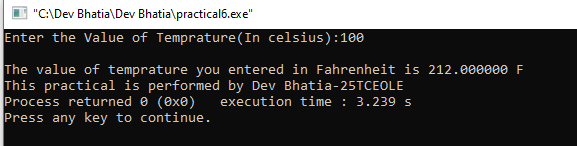 "C:\Dev Bhatia\Dev Bhatia\practical6.exe"
Enter the Value of Temprature(In celsius):100
The value of temprature you entered in Fahrenheit is 212.000000 F
This practical is performed by Dev Bhatia-25TCEOLE
Process returned 0 (0x0)   execution time : 3.239 s
Press any key to continue.